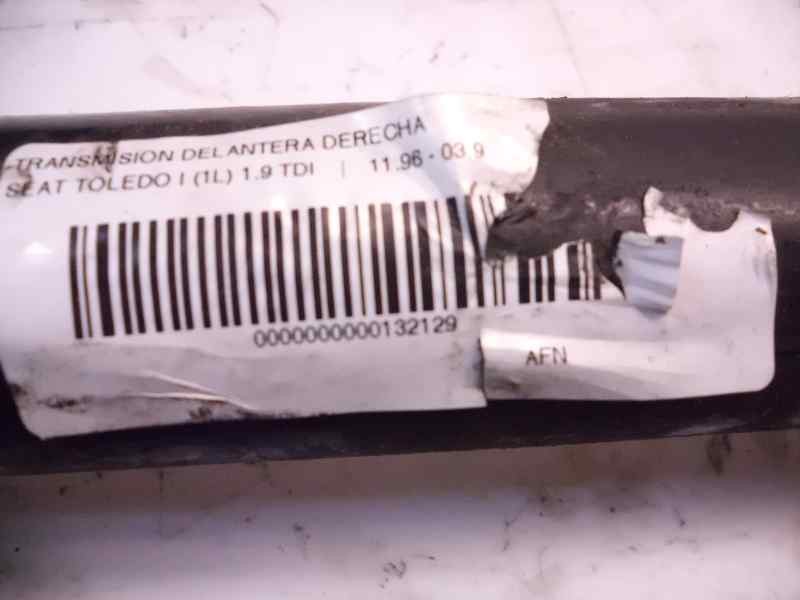 -TRANSMISION DELANTERA DERECHA
SEAT TOLEDO I (1L) 1.9 TDI | 11.96 - 03.9
0000000000132129
AFN